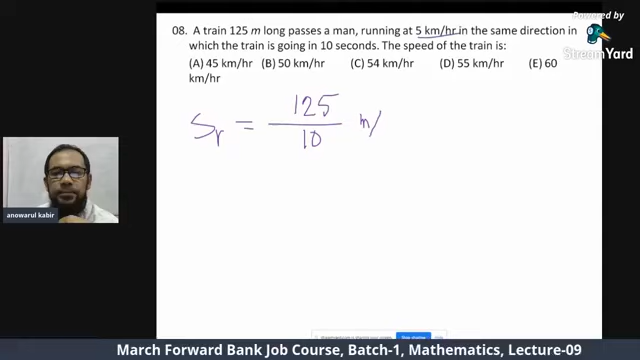 Powered by
StreamYard
08. A train 125 m long passes a man, running at 5 km/hr in the same direction in
which the train is going in 10 seconds. The speed of the train is:
(A) 45 km/hr (B) 50 km/hr (C) 54 km/hr (D) 55 km/hr (E) 60
km/hr
Sr = 125
10
m/
anowarul kabir
March Forward Bank Job Course, Batch-1, Mathematics, Lecture-09